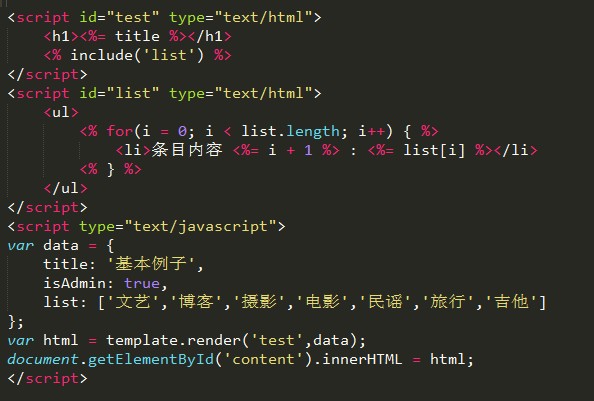 <script id="test" type="text/html">
    <h1><%= title %></h1>
    <% include('list') %>
</script>
<script id="list" type="text/html">
    <ul>
        <% for(i = 0; i < list.length; i++) { %>
            <li>条目内容 <%= i + 1 %> : <%= list[i] %></li>
        <% } %>
    </ul>
</script>
<script type="text/javascript">
var data = {
    title: '基本例子',
    isAdmin: true,
    list: ['文艺','博客','摄影','电影','民谣','旅行','吉他']
};
var html = template.render('test',data);
document.getElementById('content').innerHTML = html;
</script>